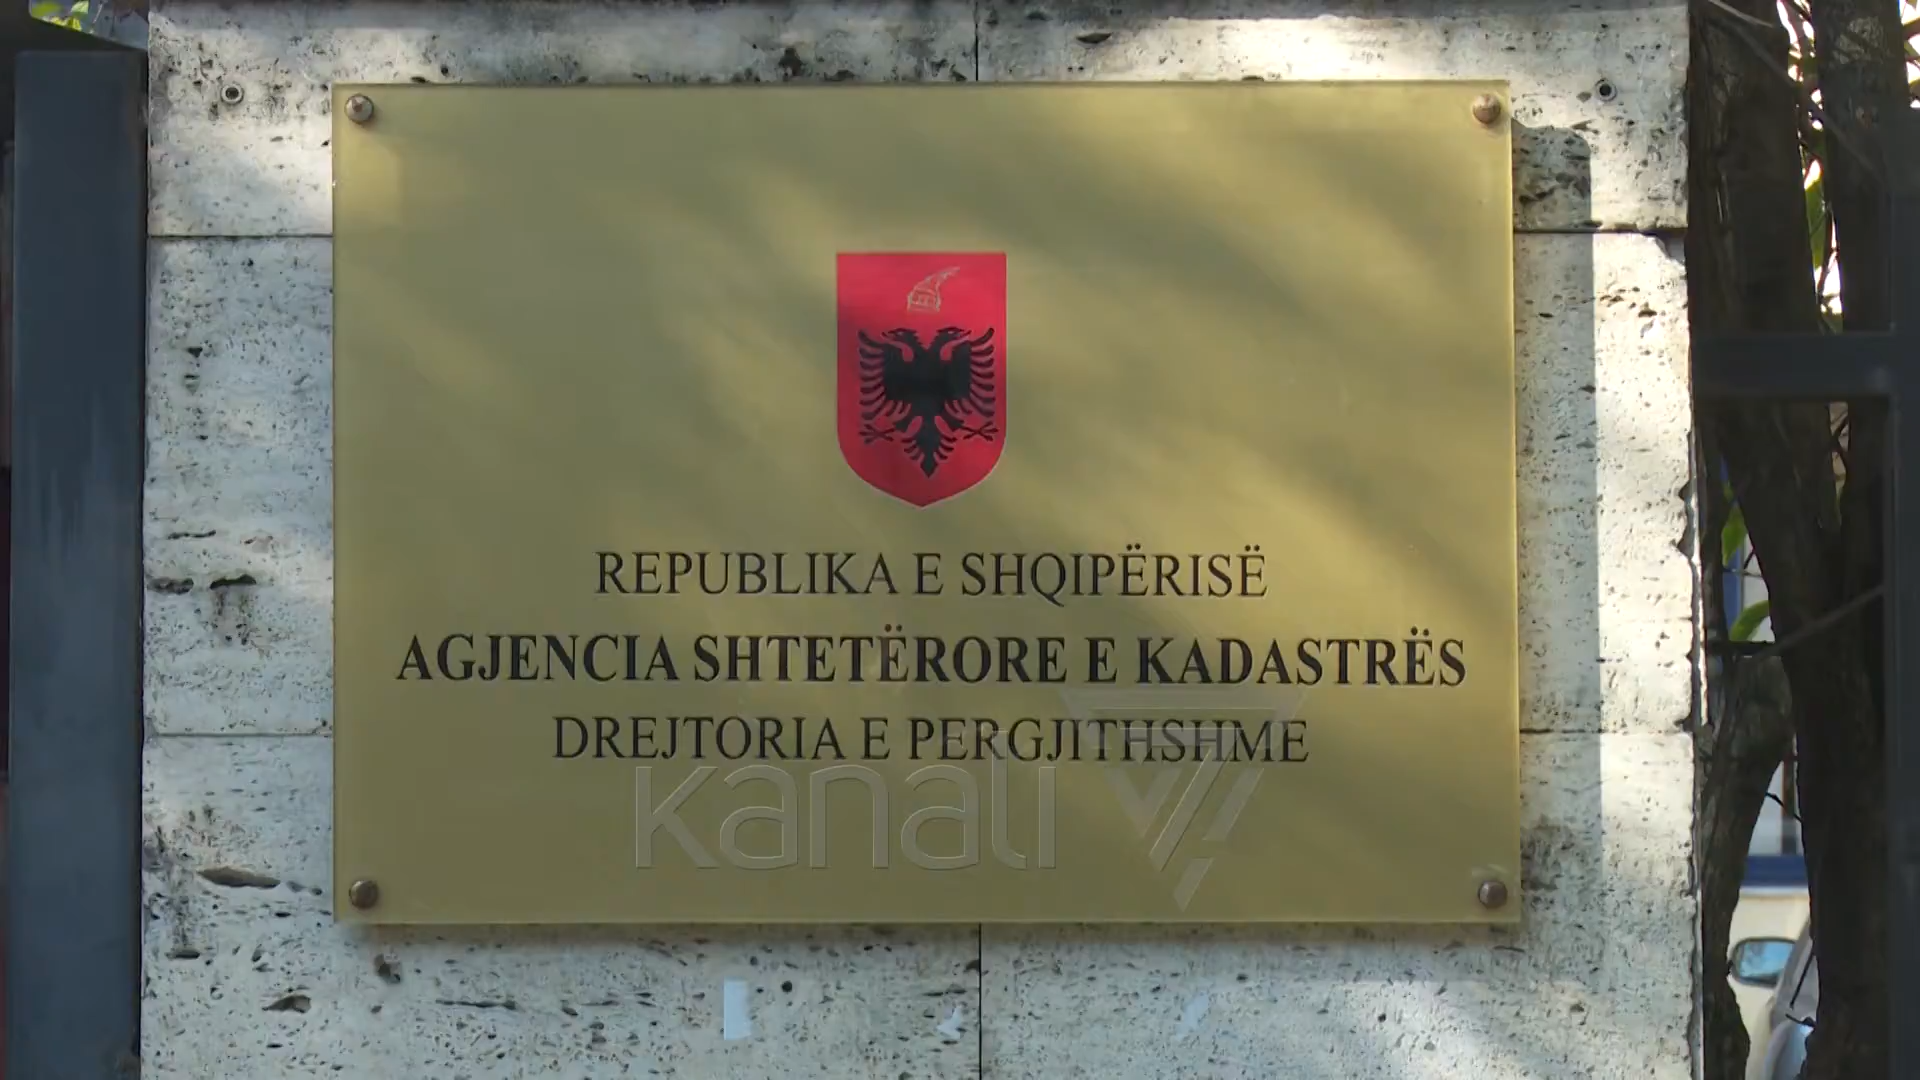 REPUBLIKA E SHQIPËRISË
AGJENCIA SHTETËRORE E KADASTRËS
DREJTORIA E PERGJITHSHME
kanali 7